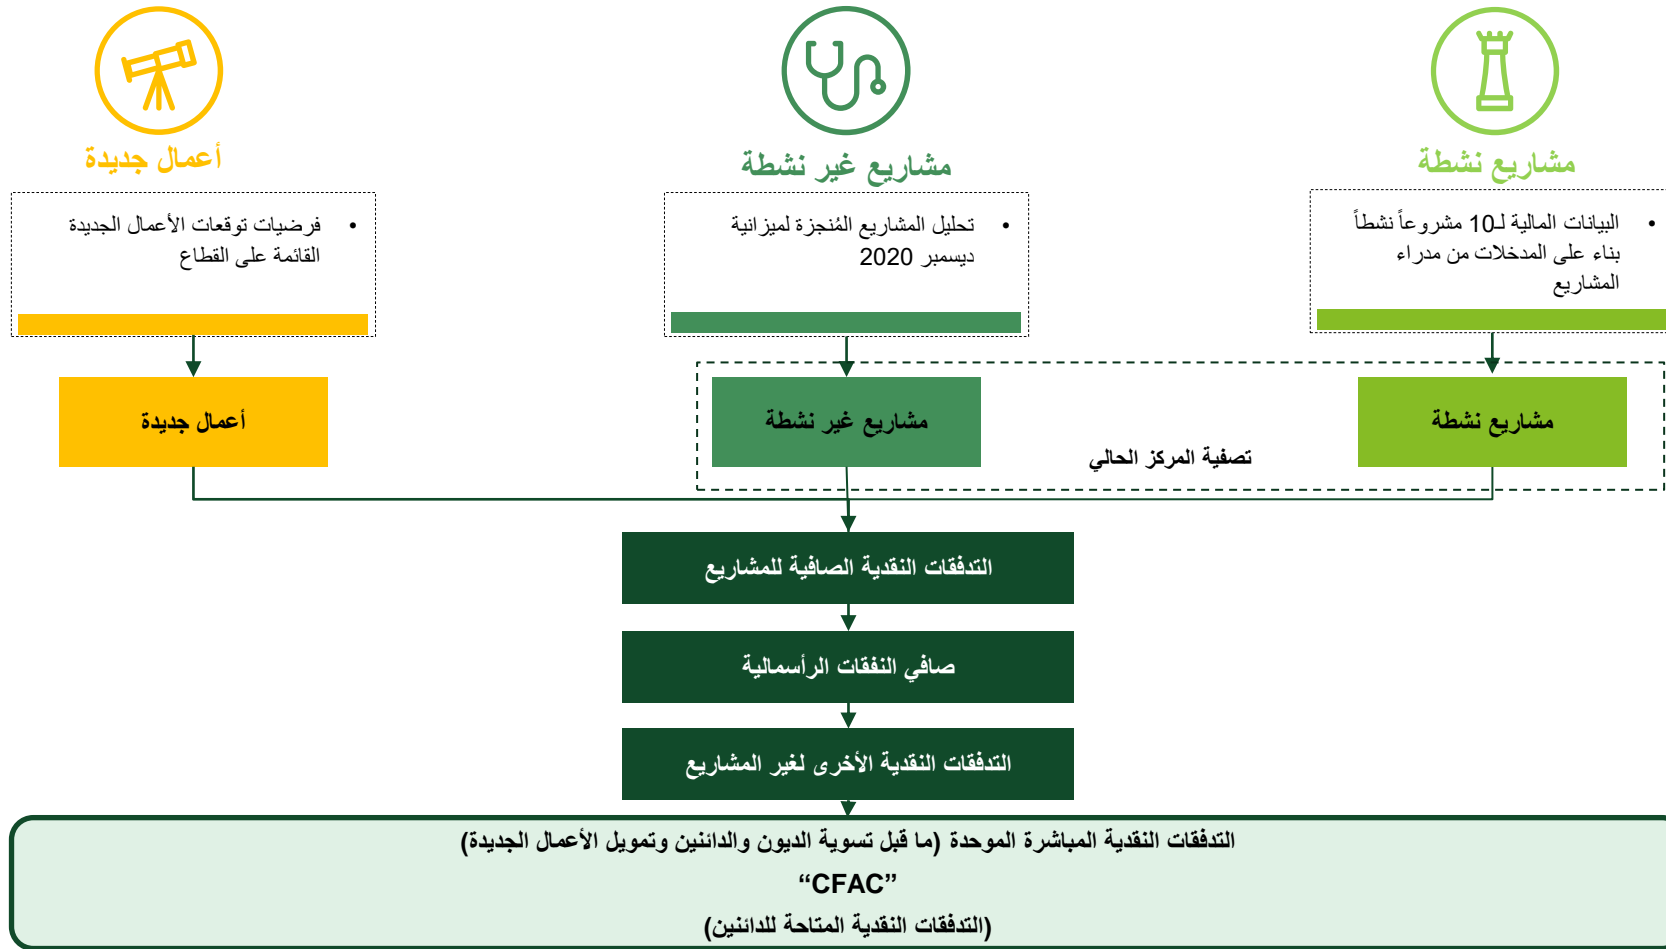 مشاريع نشطة
مشاريع غير نشطة
أعمال جديدة
• البيانات المالية لـ10 مشروعاً نشطاً
بناء على المدخلات من مدراء
المشاريع
• تحليل المشاريع المُنجزة لميزانية
ديسمبر 2020
• فرضيات توقعات الأعمال الجديدة
القائمة على القطاع
مشاريع نشطة
مشاريع غير نشطة
أعمال جديدة
تصفية المركز الحالي
التدفقات النقدية الصافية للمشاريع
صافي النفقات الرأسمالية
التدفقات النقدية الأخرى لغير المشاريع
التدفقات النقدية المباشرة الموحدة (ما قبل تسوية الديون والدائنين وتمويل الأعمال الجديدة)
“CFAC”
(التدفقات النقدية المتاحة للدائنين)